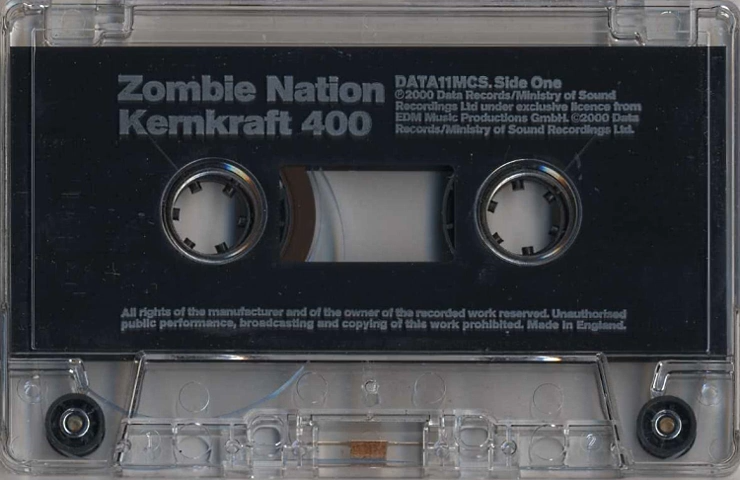 Zombie Nation
Kernkraft 400
DATA11MCS. Side One
℗2000 Data Records/Ministry of Sound
Recordings Ltd under exclusive licence from
EDM Music Productions GmbH. ©2000 Data
Records/Ministry of Sound Recordings Ltd.
All rights of the manufacturer and of the owner of the recorded work reserved. Unauthorised
public performance, broadcasting and copying of this work prohibited. Made in England.